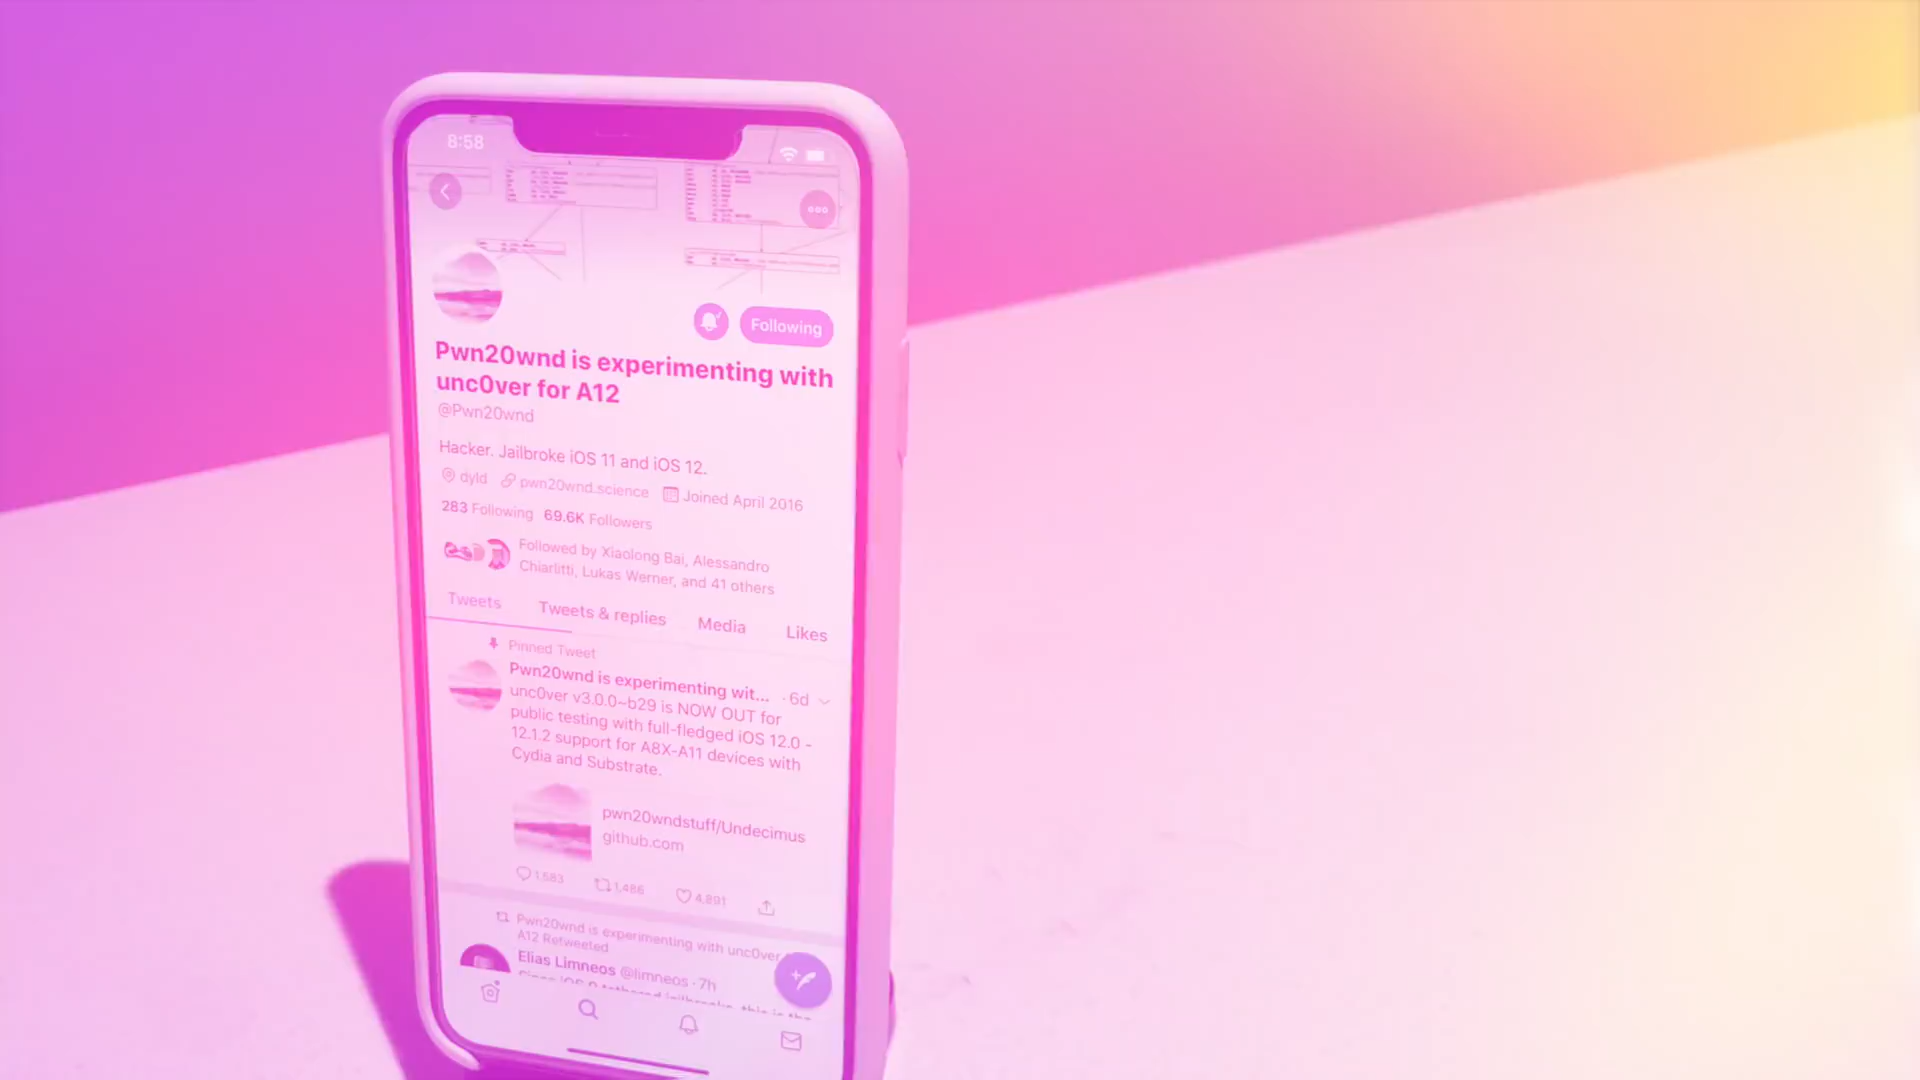 8:58
Following
Pwn20wnd is experimenting with
unc0ver for A12
@Pwn20wnd
Hacker. Jailbroke iOS 11 and iOS 12.
dyld pwn20wnd.science Joined April 2016
283 Following 69.6K Followers
Followed by Xiaolong Bai, Alessandro
Chiarlitti, Lukas Werner, and 41 others
Tweets Tweets & replies Media Likes
Pinned Tweet
Pwn20wnd is experimenting wit... · 6d
unc0ver v3.0.0~b29 is NOW OUT for
public testing with full-fledged iOS 12.0 -
12.1.2 support for A8X-A11 devices with
Cydia and Substrate.
pwn20wndstuff/Undecimus
github.com
1,583 1,486 4,891
Pwn20wnd is experimenting with unc0ver
A12 Retweeted
Elias Limneos @limneos · 7h